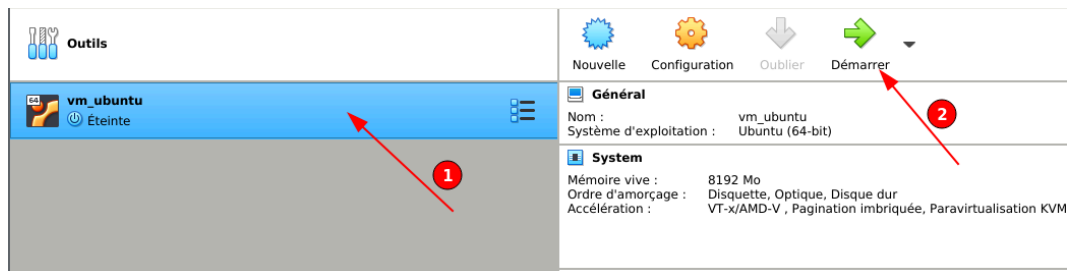 Outils
64
vm_ubuntu
Éteinte
1
Nouvelle Configuration Oublier Démarrer
2
Général
Nom : vm_ubuntu
Système d'exploitation : Ubuntu (64-bit)
System
Mémoire vive : 8192 Mo
Ordre d'amorçage : Disquette, Optique, Disque dur
Accélération : VT-x/AMD-V , Pagination imbriquée, Paravirtualisation KVM